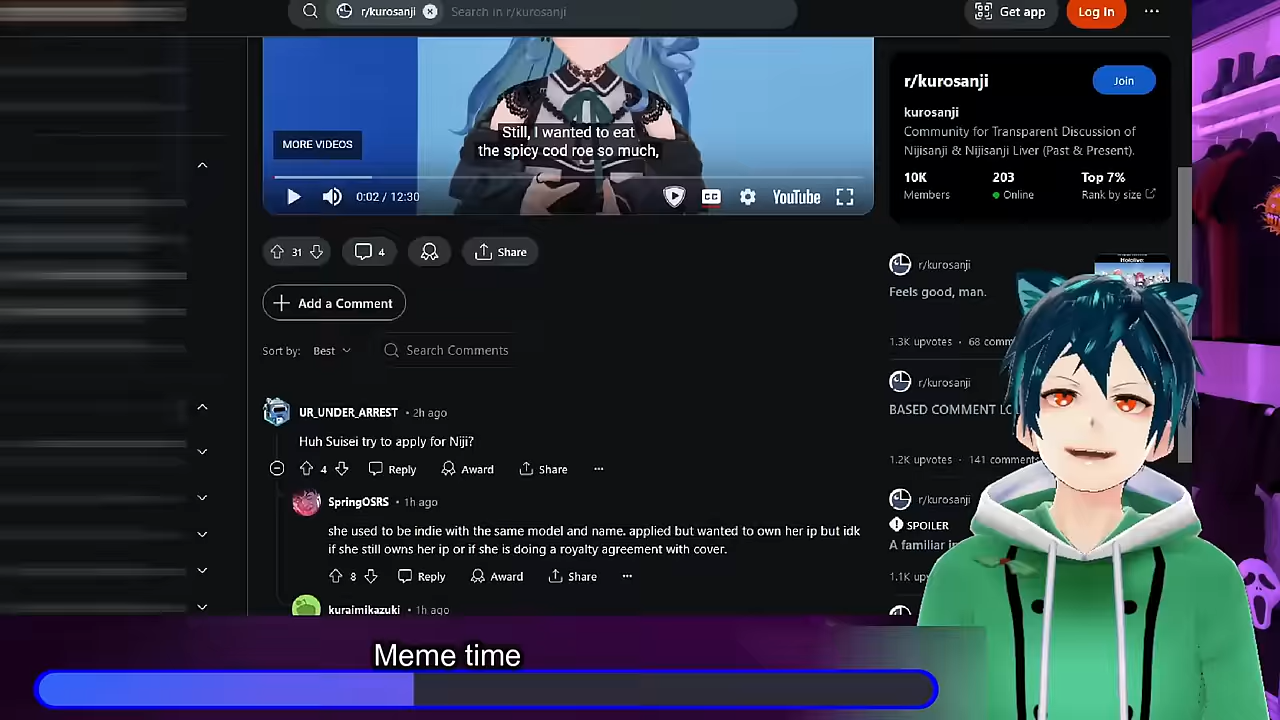 r/kurosanji
Search in r/kurosanji
Get app
Log In
Still, I wanted to eat
the spicy cod roe so much,
MORE VIDEOS
0:02 / 12:30
CC
YouTube
31
4
Share
Add a Comment
Sort by:
Best
Search Comments
UR_UNDER_ARREST • 2h ago
Huh Suisei try to apply for Niji?
4
Reply
Award
Share
SpringOSRS • 1h ago
she used to be indie with the same model and name. applied but wanted to own her ip but idk
if she still owns her ip or if she is doing a royalty agreement with cover.
8
Reply
Award
Share
kuraimikazuki • 1h ago
r/kurosanji
Join
kurosanji
Community for Transparent Discussion of
Nijisanji & Nijisanji Liver (Past & Present).
10K
203
Top 7%
Members
Online
Rank by size
r/kurosanji
Feels good, man.
1.3K upvotes • 68 comm
r/kurosanji
BASED COMMENT LO
1.2K upvotes • 141 comments
r/kurosanji
SPOILER
A familiar i
1.1K up
Meme time